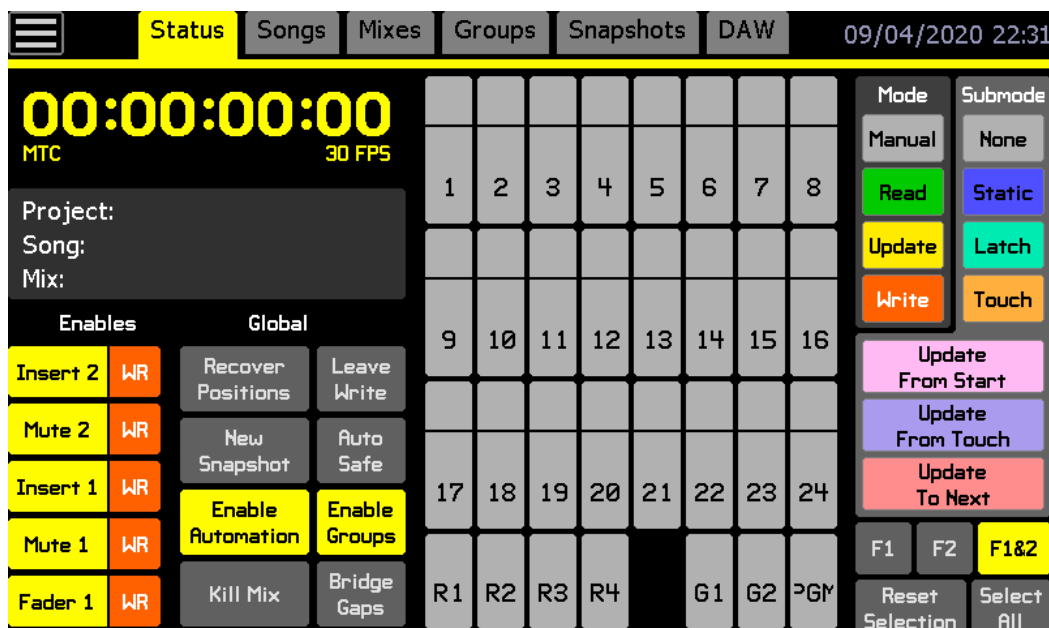 Status Songs Mixes Groups Snapshots DAW 09/04/2020 22:31
00:00:00:00
MTC 30 FPS
Project:
Song:
Mix:
Enables Global
Insert 2 WR
Mute 2 WR
Insert 1 WR
Mute 1 WR
Fader 1 WR
Recover
Positions
Leave
Write
New
Snapshot
Auto
Safe
Enable
Automation
Enable
Groups
Kill Mix
Bridge
Gaps
1 2 3 4 5 6 7 8
9 10 11 12 13 14 15 16
17 18 19 20 21 22 23 24
R1 R2 R3 R4 G1 G2 PGM
Mode Submode
Manual None
Read Static
Update Latch
Write Touch
Update
From Start
Update
From Touch
Update
To Next
F1 F2 F1&2
Reset
Selection
Select
All